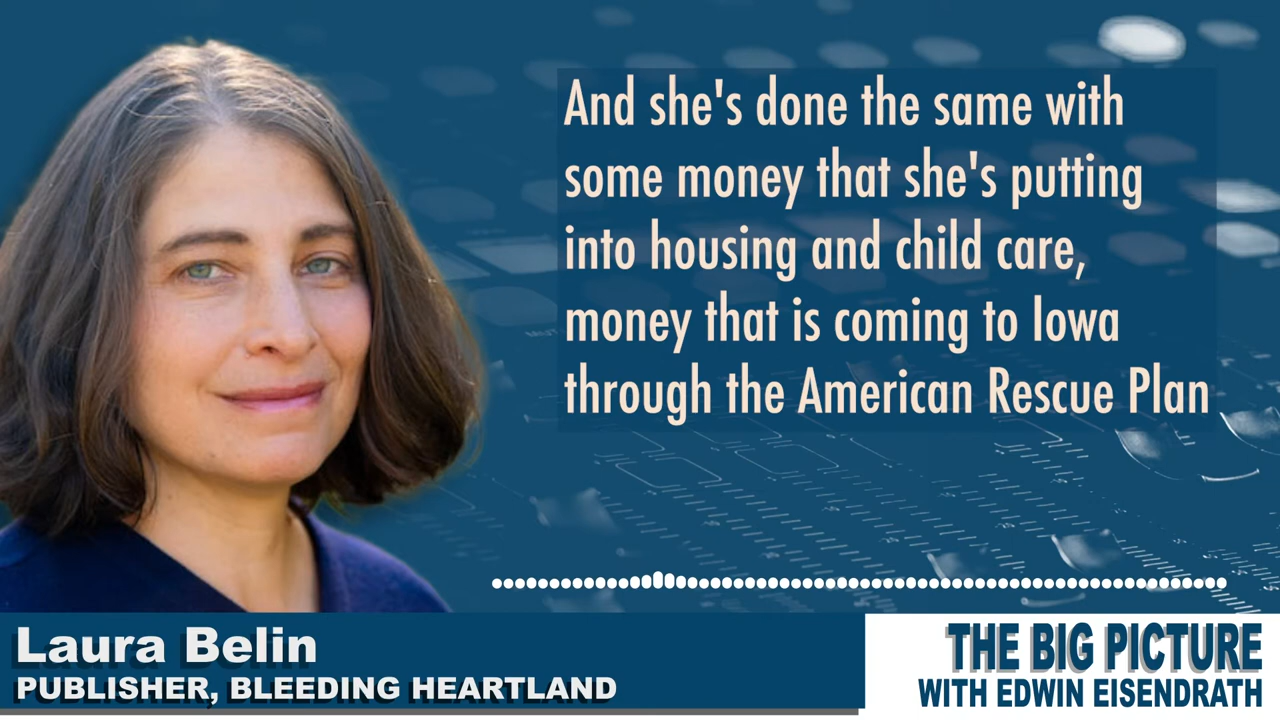 And she's done the same with
some money that she's putting
into housing and child care,
money that is coming to Iowa
through the American Rescue Plan
Laura Belin
PUBLISHER, BLEEDING HEARTLAND
THE BIG PICTURE
WITH EDWIN EISENDRATH